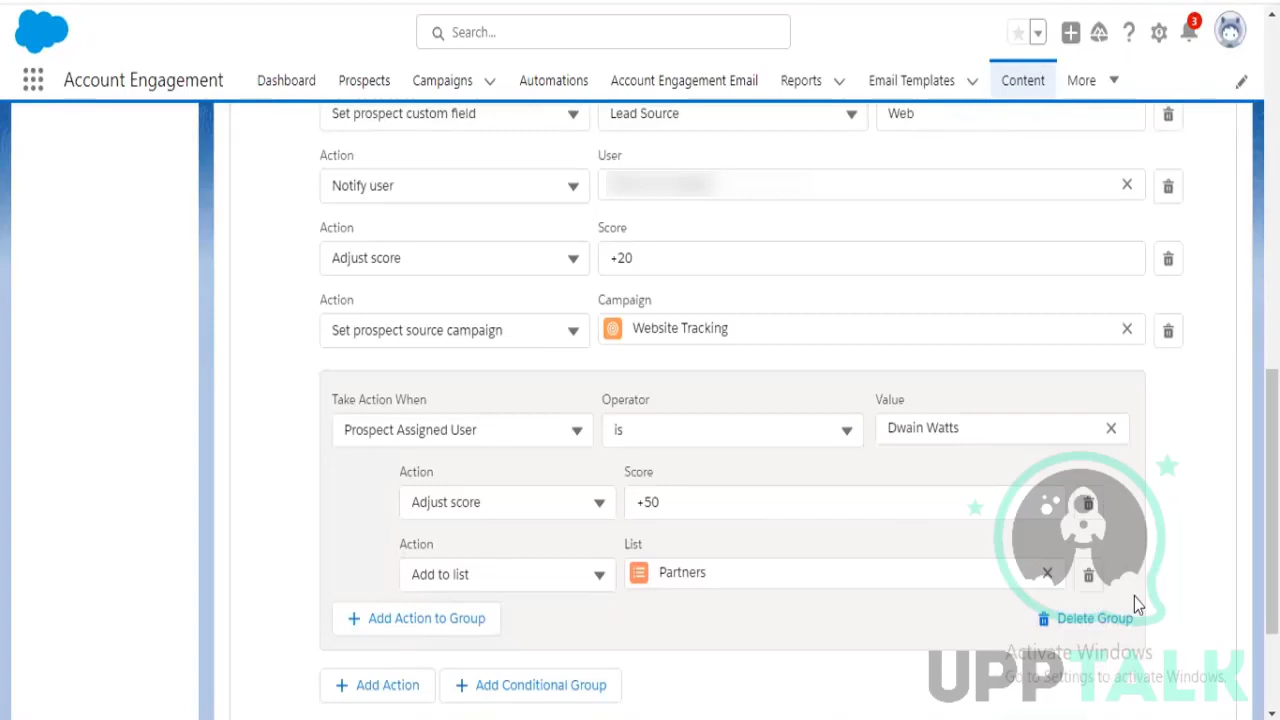 Search...
3
Account Engagement
Dashboard
Prospects
Campaigns
Automations
Account Engagement Email
Reports
Email Templates
Content
More
Set prospect custom field
Lead Source
Web
Action
User
Notify user
Action
Score
Adjust score
+20
Action
Campaign
Set prospect source campaign
Website Tracking
Take Action When
Operator
Value
Prospect Assigned User
is
Dwain Watts
Action
Score
Adjust score
+50
Action
List
Add to list
Partners
Add Action to Group
Delete Group
Activate Windows
Go to Settings to activate Windows.
UPPTALK
Add Action
Add Conditional Group